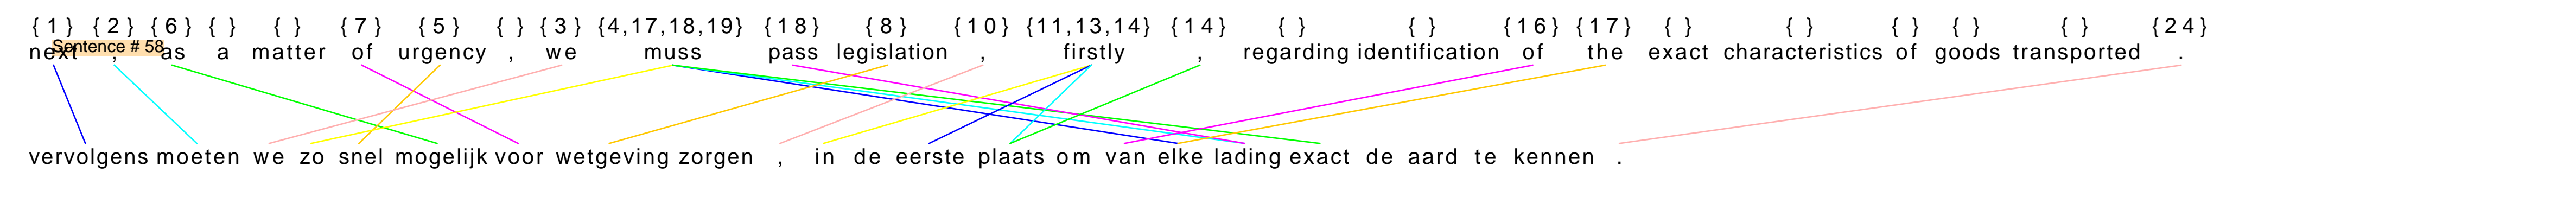 { 1 } { 2 } { 6 } { } { } { 7 } { 5 } { } { 3 } {4,17,18,19} {18} {8} {10} {11,13,14} {14} { } { } {16} {17} { } { } { } { } { } {24}
Sentence # 58
next , as a matter of urgency , we muss pass legislation , firstly , regarding identification of the exact characteristics of goods transported .
vervolgens moeten we zo snel mogelijk voor wetgeving zorgen , in de eerste plaats om van elke lading exact de aard te kennen .